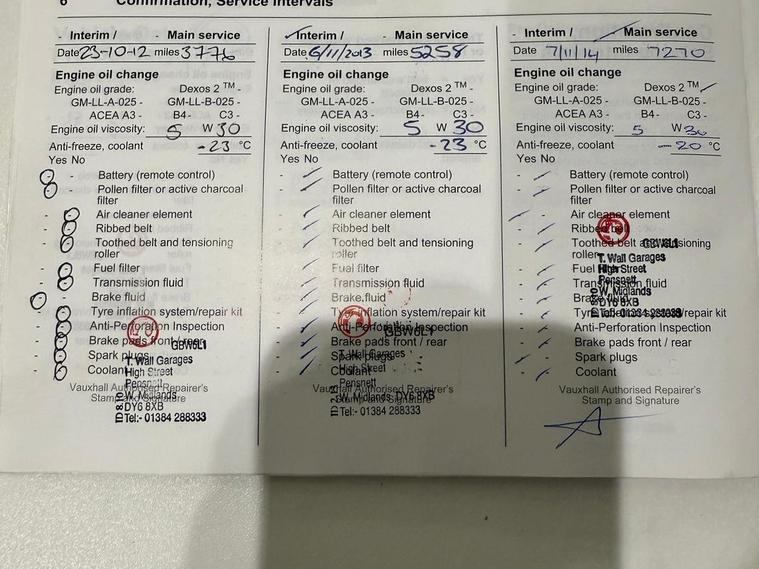 6 Confirmation, Service Intervals
- Interim / - Main service
Date 23-10-12 miles 3776
Engine oil change
Engine oil grade: Dexos 2 TM -
GM-LL-A-025 - GM-LL-B-025 -
ACEA A3 - B4 - C3 -
Engine oil viscosity: 5 W 30
Anti-freeze, coolant -23 °C
Yes No
- Battery (remote control)
- Pollen filter or active charcoal
filter
- Air cleaner element
- Ribbed belt
- Toothed belt and tensioning
roller
- Fuel filter
- Transmission fluid
- Brake fluid
- Tyre inflation system/repair kit
- Anti-Perforation Inspection
- Brake pads front / rear
- Spark plugs
- Coolant
Vauxhall Authorised Repairer's
Stamp and Signature
GBW6L1
T. Wall Garages
High Street
Pensnett
W. Midlands
DY6 8XB
Tel:- 01384 288333
Interim / - Main service
Date 6/11/2013 miles 5258
Engine oil change
Engine oil grade: Dexos 2 TM -
GM-LL-A-025 - GM-LL-B-025 -
ACEA A3 - B4 - C3 -
Engine oil viscosity: 5 W 30
Anti-freeze, coolant -23 °C
Yes No
- Battery (remote control)
- Pollen filter or active charcoal
filter
- Air cleaner element
- Ribbed belt
- Toothed belt and tensioning
roller
- Fuel filter
- Transmission fluid
- Brake fluid
- Tyre inflation system/repair kit
- Anti-Perforation Inspection
- Brake pads front / rear
- Spark plugs
- Coolant
Vauxhall Authorised Repairer's
Stamp and Signature
GBW6L1
T. Wall Garages
High Street
Pensnett
W. Midlands DY6 8XB
Tel:- 01384 288333
- Interim / Main service
Date 7/11/14 miles 7270
Engine oil change
Engine oil grade: Dexos 2 TM
GM-LL-A-025 - GM-LL-B-025 -
ACEA A3 - B4 - C3 -
Engine oil viscosity: 5 W 30
Anti-freeze, coolant -20 °C
Yes No
- Battery (remote control)
- Pollen filter or active charcoal
filter
- Air cleaner element
- Ribbed belt
- Toothed belt and tensioning
roller
- Fuel filter
- Transmission fluid
- Brake fluid
- Tyre inflation system/repair kit
- Anti-Perforation Inspection
- Brake pads front / rear
- Spark plugs
- Coolant
Vauxhall Authorised Repairer's
Stamp and Signature
GBW6L1
T. Wall Garages
High Street
Pensnett
W. Midlands
DY6 8XB